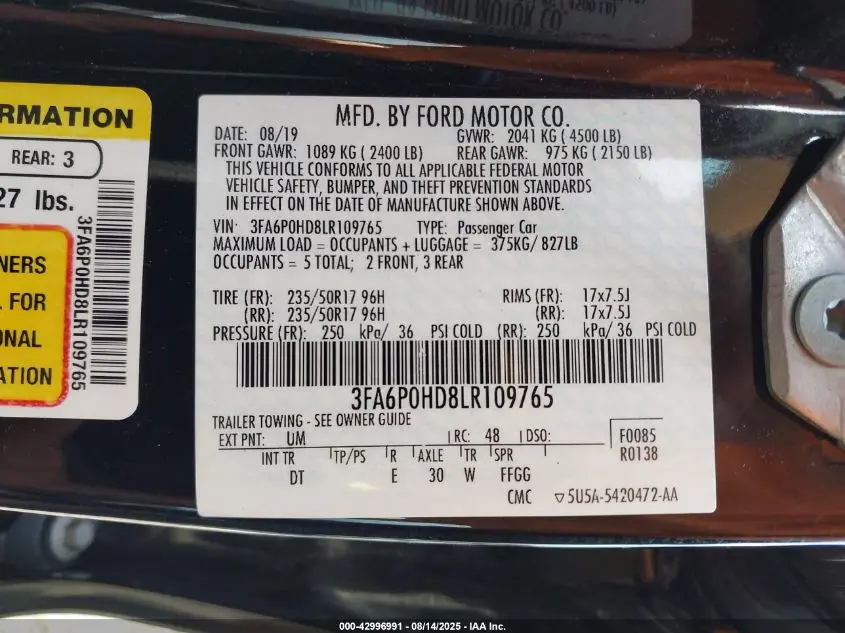 RMATION
REAR: 3
27 lbs.
NERS
FOR
ONAL
ATION
3FA6P0HD8LR109765
MFD. BY FORD MOTOR CO.
DATE: 08/19 GVWR: 2041 KG ( 4500 LB)
FRONT GAWR: 1089 KG ( 2400 LB) REAR GAWR: 975 KG ( 2150 LB)
THIS VEHICLE CONFORMS TO ALL APPLICABLE FEDERAL MOTOR
VEHICLE SAFETY, BUMPER, AND THEFT PREVENTION STANDARDS
IN EFFECT ON THE DATE OF MANUFACTURE SHOWN ABOVE.
VIN: 3FA6P0HD8LR109765 TYPE: Passenger Car
MAXIMUM LOAD = OCCUPANTS + LUGGAGE = 375KG/ 827LB
OCCUPANTS = 5 TOTAL; 2 FRONT, 3 REAR
TIRE (FR): 235/50R17 96H RIMS (FR): 17x7.5J
(RR): 235/50R17 96H (RR): 17x7.5J
PRESSURE (FR): 250 kPa/ 36 PSI COLD (RR): 250 kPa/ 36 PSI COLD
3FA6P0HD8LR109765
TRAILER TOWING - SEE OWNER GUIDE
EXT PNT: UM RC: 48 DSO: F0085
INT TR TP/PS R AXLE TR SPR R0138
DT E 30 W FFGG
CMC ▽5U5A-5420472-AA
000-42996991 | 08/14/2025 - IAA Inc.